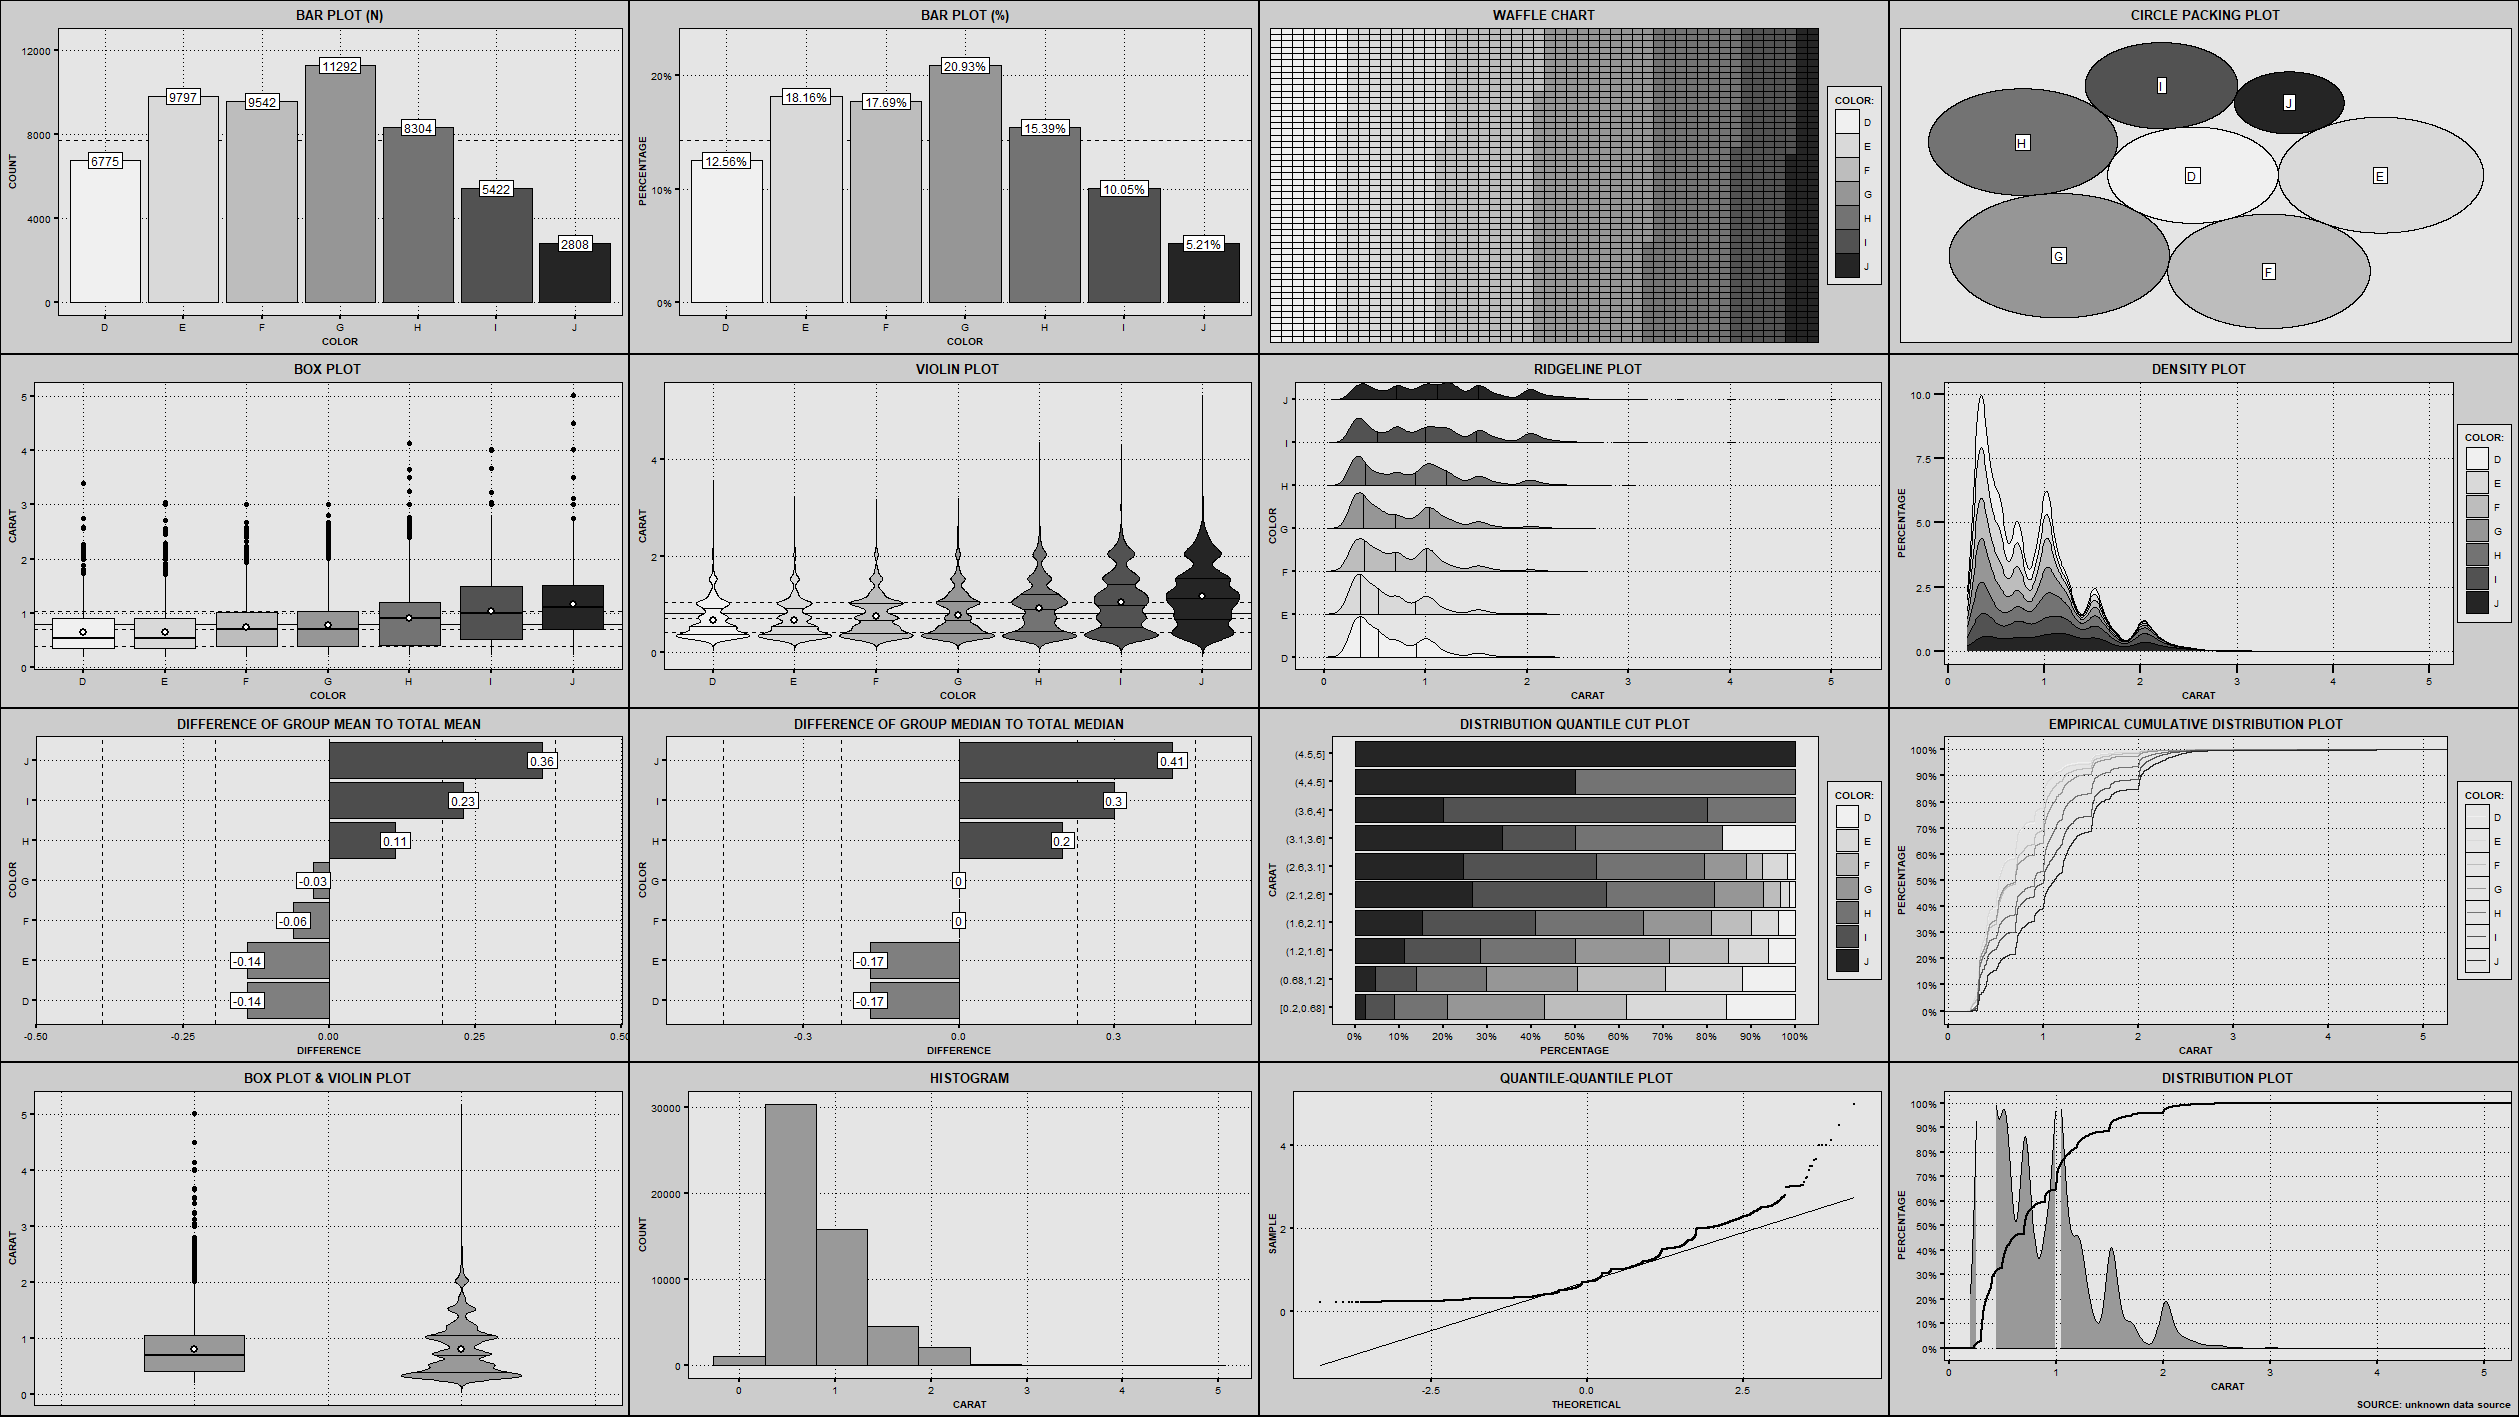 BAR PLOT (N)
12000
8000
4000
0
COUNT
6775
9797
9542
11292
8304
5422
2808
D E F G H I J
COLOR
BAR PLOT (%)
20%
10%
0%
PERCENTAGE
12.56%
18.16%
17.69%
20.93%
15.39%
10.05%
5.21%
D E F G H I J
COLOR
WAFFLE CHART
COLOR:
D
E
F
G
H
I
J
CIRCLE PACKING PLOT
I
J
H
D
E
G
F
BOX PLOT
5
4
3
2
1
0
CARAT
D E F G H I J
COLOR
VIOLIN PLOT
4
2
0
CARAT
D E F G H I J
COLOR
RIDGELINE PLOT
J
I
H
G
F
E
D
COLOR
0 1 2 3 4 5
CARAT
DENSITY PLOT
10.0
7.5
5.0
2.5
0.0
PERCENTAGE
0 1 2 3 4 5
CARAT
COLOR:
D
E
F
G
H
I
J
DIFFERENCE OF GROUP MEAN TO TOTAL MEAN
J 0.36
I 0.23
H 0.11
G -0.03
F -0.06
E -0.14
D -0.14
COLOR
-0.50 -0.25 0.00 0.25 0.50
DIFFERENCE
DIFFERENCE OF GROUP MEDIAN TO TOTAL MEDIAN
J 0.41
I 0.3
H 0.2
G 0
F 0
E -0.17
D -0.17
COLOR
-0.3 0.0 0.3
DIFFERENCE
DISTRIBUTION QUANTILE CUT PLOT
(4.5,5]
(4,4.5]
(3.6,4]
(3.1,3.6]
(2.6,3.1]
(2.1,2.6]
(1.6,2.1]
(1.2,1.6]
(0.68,1.2]
[0.2,0.68]
CARAT
0% 10% 20% 30% 40% 50% 60% 70% 80% 90% 100%
PERCENTAGE
COLOR:
D
E
F
G
H
I
J
EMPIRICAL CUMULATIVE DISTRIBUTION PLOT
100%
90%
80%
70%
60%
50%
40%
30%
20%
10%
0%
PERCENTAGE
0 1 2 3 4 5
CARAT
COLOR:
D
E
F
G
H
I
J
BOX PLOT & VIOLIN PLOT
5
4
3
2
1
0
CARAT
HISTOGRAM
30000
20000
10000
0
COUNT
0 1 2 3 4 5
CARAT
QUANTILE-QUANTILE PLOT
4
2
0
SAMPLE
-2.5 0.0 2.5
THEORETICAL
DISTRIBUTION PLOT
100%
90%
80%
70%
60%
50%
40%
30%
20%
10%
0%
PERCENTAGE
0 1 2 3 4 5
CARAT
SOURCE: unknown data source